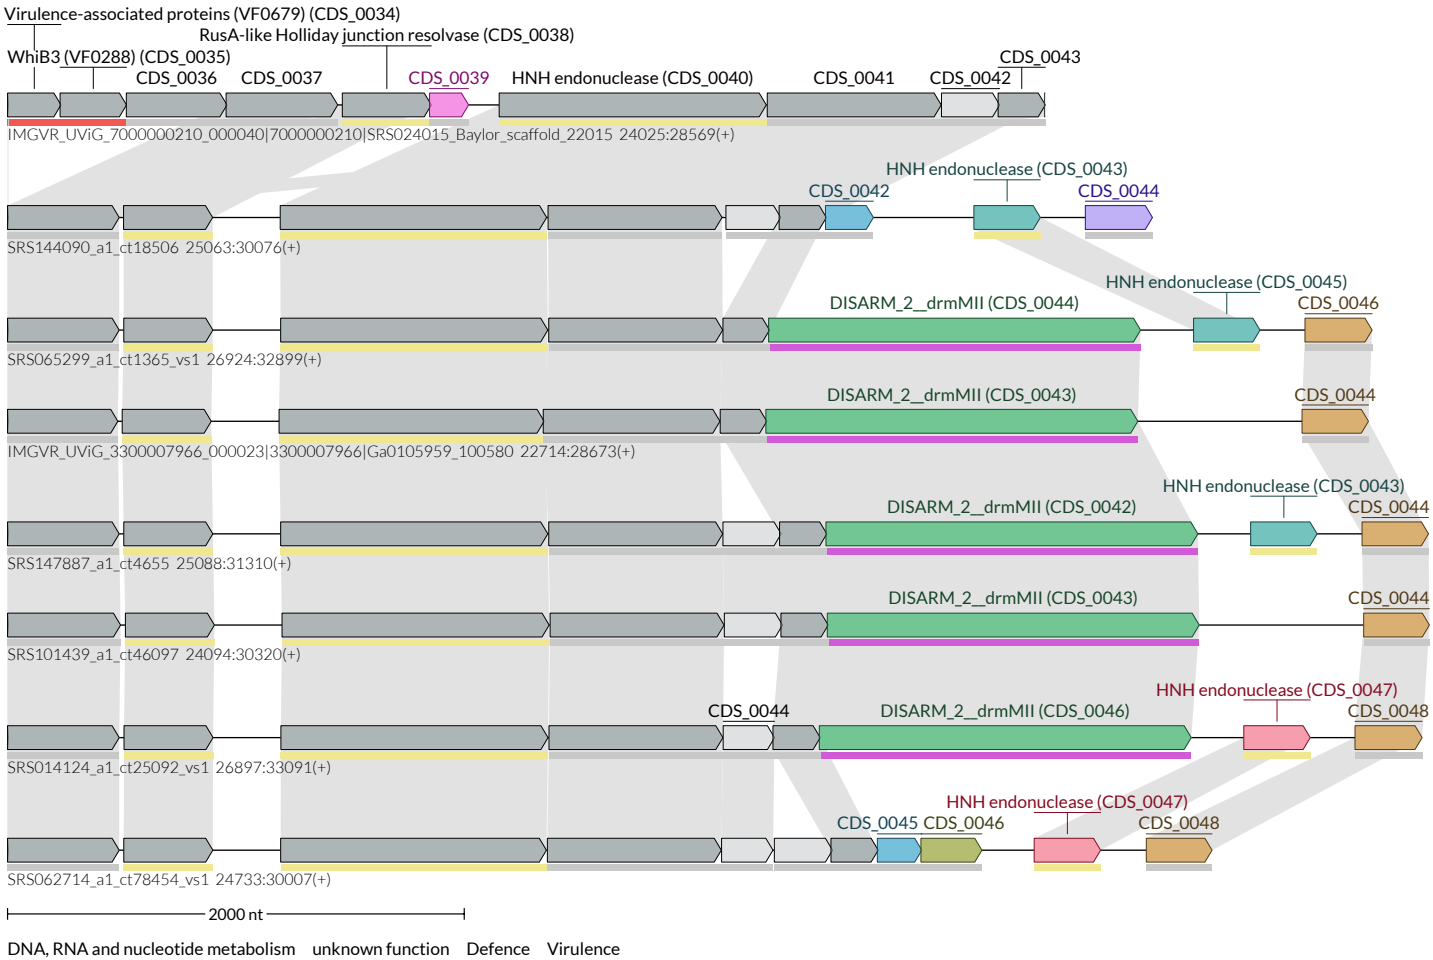 Virulence-associated proteins (VF0679) (CDS_0034)
RusA-like Holliday junction resolvase (CDS_0038)
WhiB3 (VF0288) (CDS_0035)
CDS_0043
CDS_0036 CDS_0037 CDS_0039 HNH endonuclease (CDS_0040) CDS_0041 CDS_0042
IMGVR_UViG_7000000210_000040|7000000210|SRS024015_Baylor_scaffold_22015 24025:28569(+)
HNH endonuclease (CDS_0043)
CDS_0042 CDS_0044
SRS144090_a1_ct18506 25063:30076(+)
HNH endonuclease (CDS_0045)
DISARM_2__drmMII (CDS_0044) CDS_0046
SRS065299_a1_ct1365_vs1 26924:32899(+)
DISARM_2__drmMII (CDS_0043) CDS_0044
IMGVR_UViG_3300007966_000023|3300007966|Ga0105959_100580 22714:28673(+)
HNH endonuclease (CDS_0043)
DISARM_2__drmMII (CDS_0042) CDS_0044
SRS147887_a1_ct4655 25088:31310(+)
DISARM_2__drmMII (CDS_0043) CDS_0044
SRS101439_a1_ct46097 24094:30320(+)
HNH endonuclease (CDS_0047)
CDS_0044 DISARM_2__drmMII (CDS_0046) CDS_0048
SRS014124_a1_ct25092_vs1 26897:33091(+)
HNH endonuclease (CDS_0047)
CDS_0045 CDS_0046 CDS_0048
SRS062714_a1_ct78454_vs1 24733:30007(+)
2000 nt
DNA, RNA and nucleotide metabolism unknown function Defence Virulence